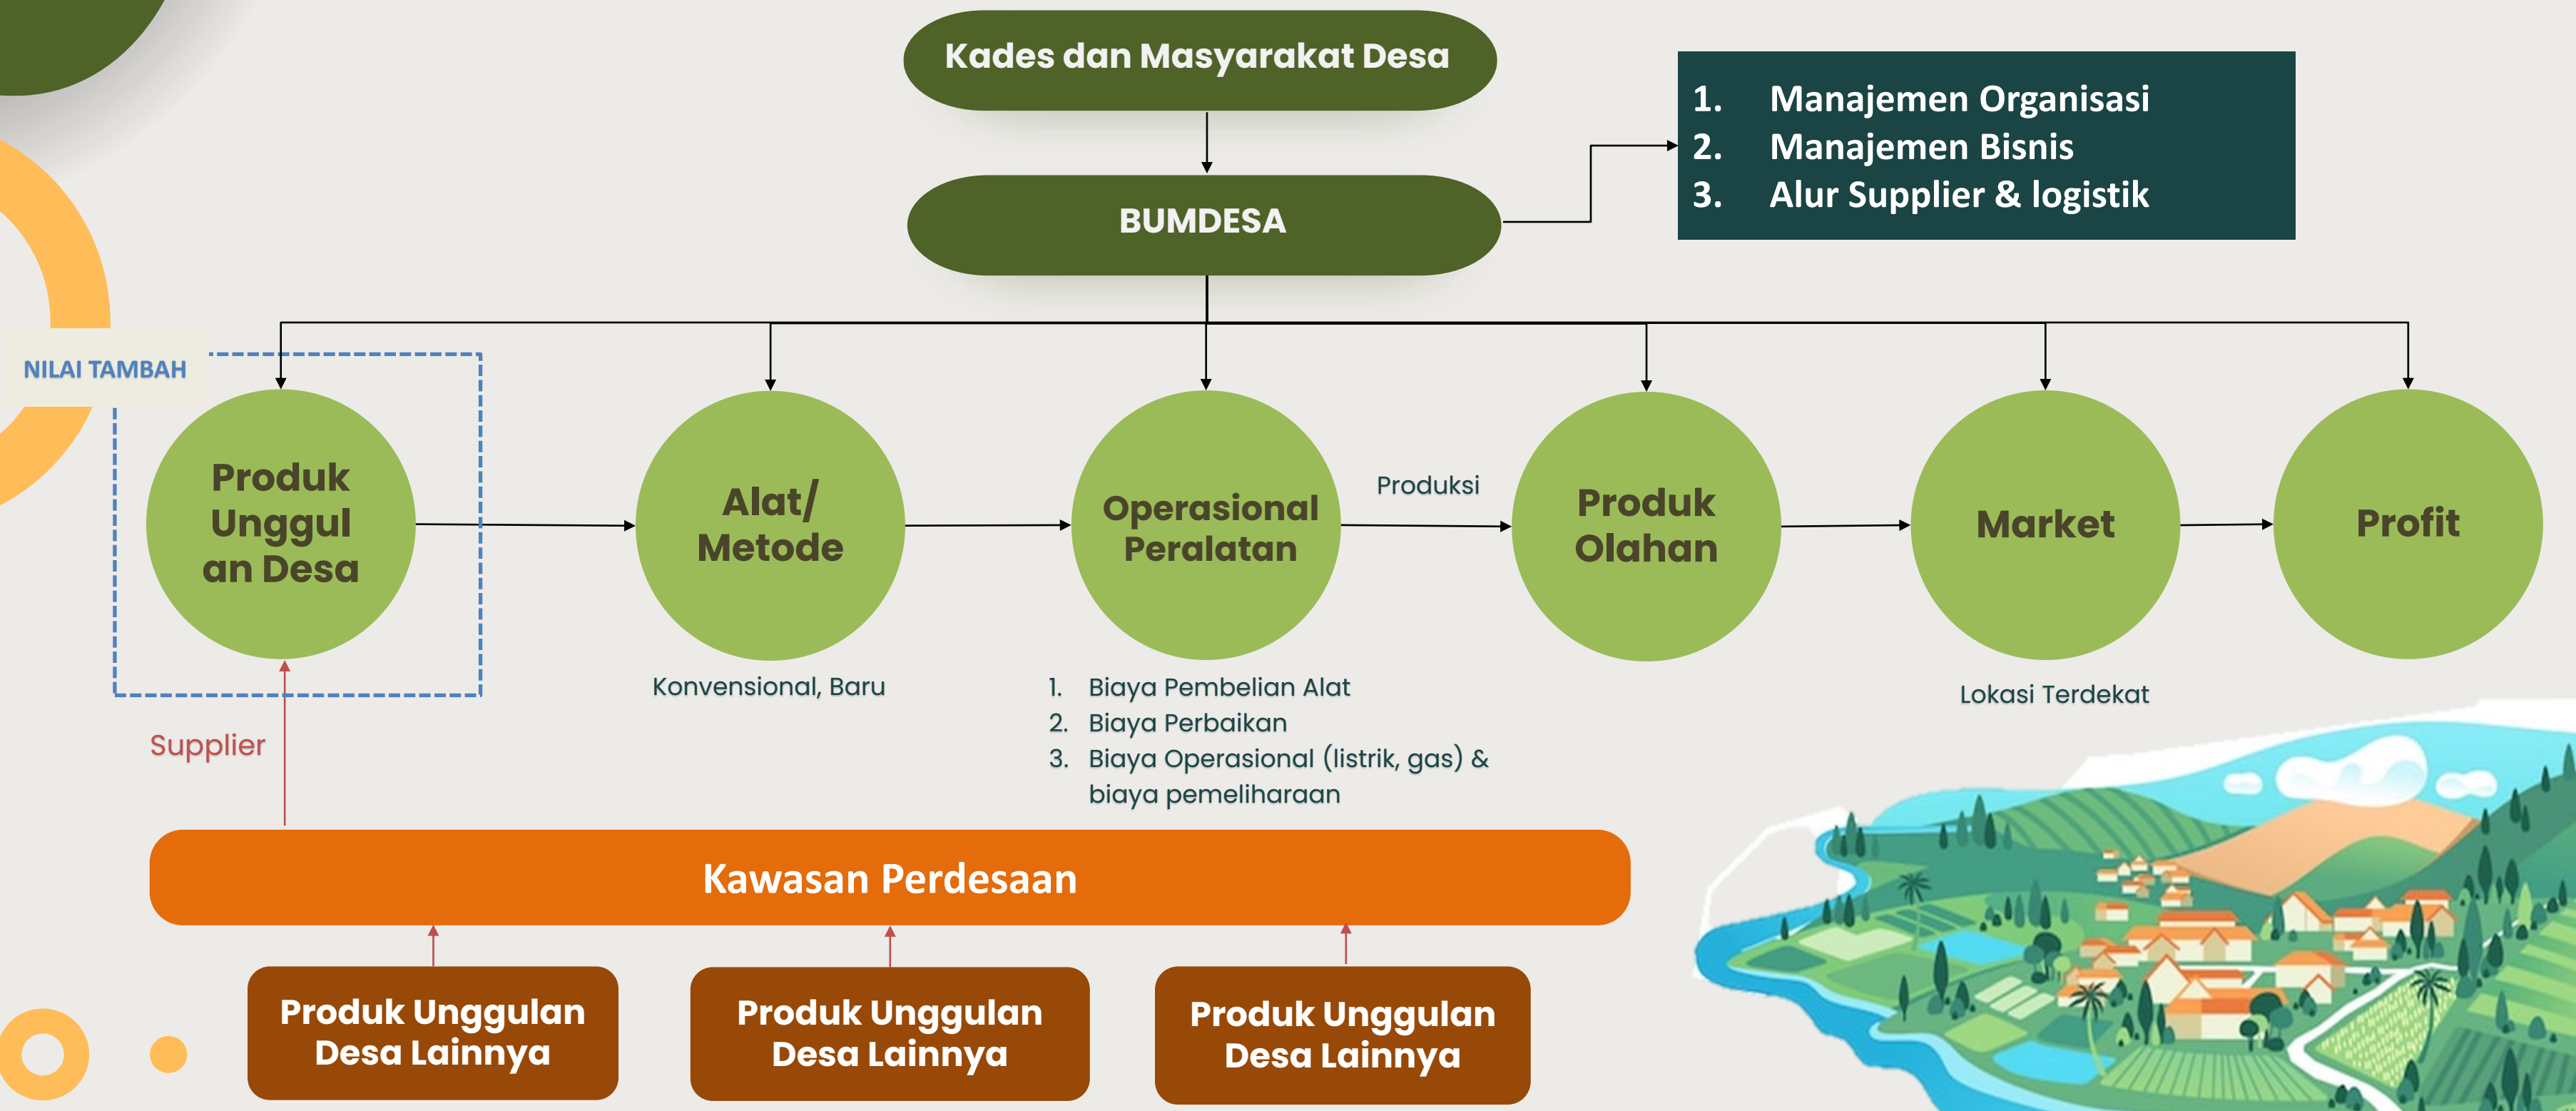 Kades dan Masyarakat Desa
1. Manajemen Organisasi
2. Manajemen Bisnis
3. Alur Supplier & logistik
BUMDESA
NILAI TAMBAH
Produk
Unggul
an Desa
Alat/
Metode
Operasional
Peralatan
Produksi
Produk
Olahan
Market
Profit
Konvensional, Baru
1. Biaya Pembelian Alat
2. Biaya Perbaikan
3. Biaya Operasional (listrik, gas) &
biaya pemeliharaan
Lokasi Terdekat
Supplier
Kawasan Perdesaan
Produk Unggulan
Desa Lainnya
Produk Unggulan
Desa Lainnya
Produk Unggulan
Desa Lainnya